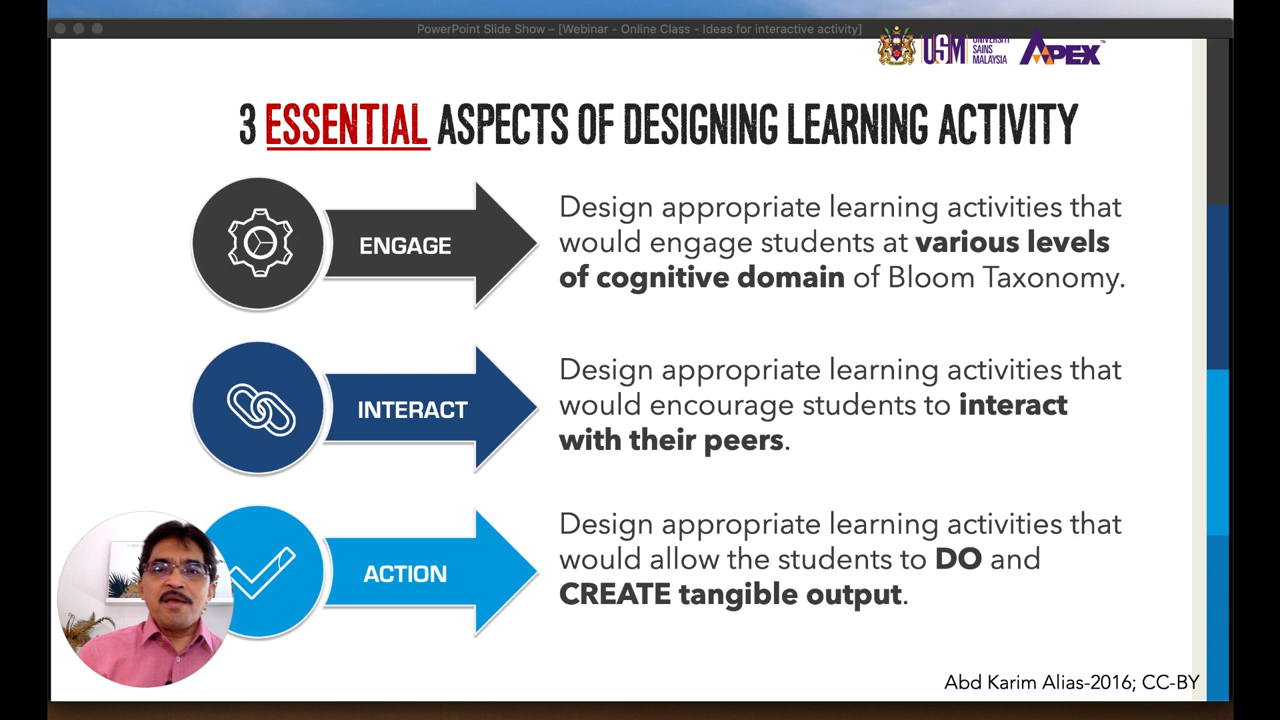 PowerPoint Slide Show – [Webinar - Online Class - Ideas for interactive activity]
USM
UNIVERSITI
SAINS
MALAYSIA
APEX™
3 ESSENTIAL ASPECTS OF DESIGNING LEARNING ACTIVITY
ENGAGE
Design appropriate learning activities that
would engage students at various levels
of cognitive domain of Bloom Taxonomy.
INTERACT
Design appropriate learning activities that
would encourage students to interact
with their peers.
ACTION
Design appropriate learning activities that
would allow the students to DO and
CREATE tangible output.
Abd Karim Alias-2016; CC-BY